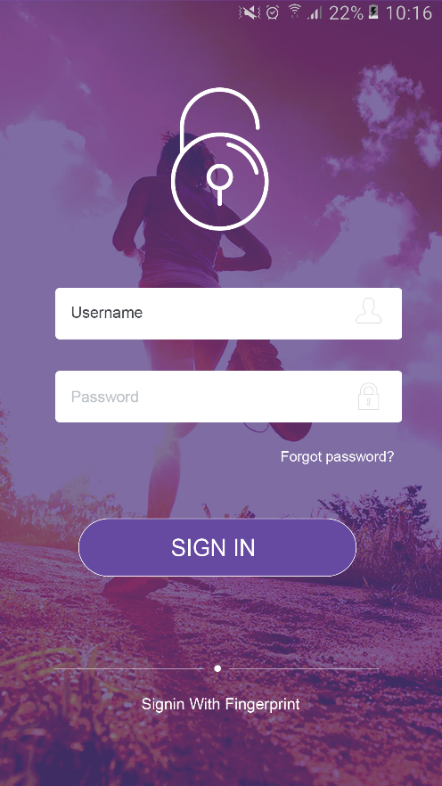 22% 10:16
Username
Password
Forgot password?
SIGN IN
Signin With Fingerprint